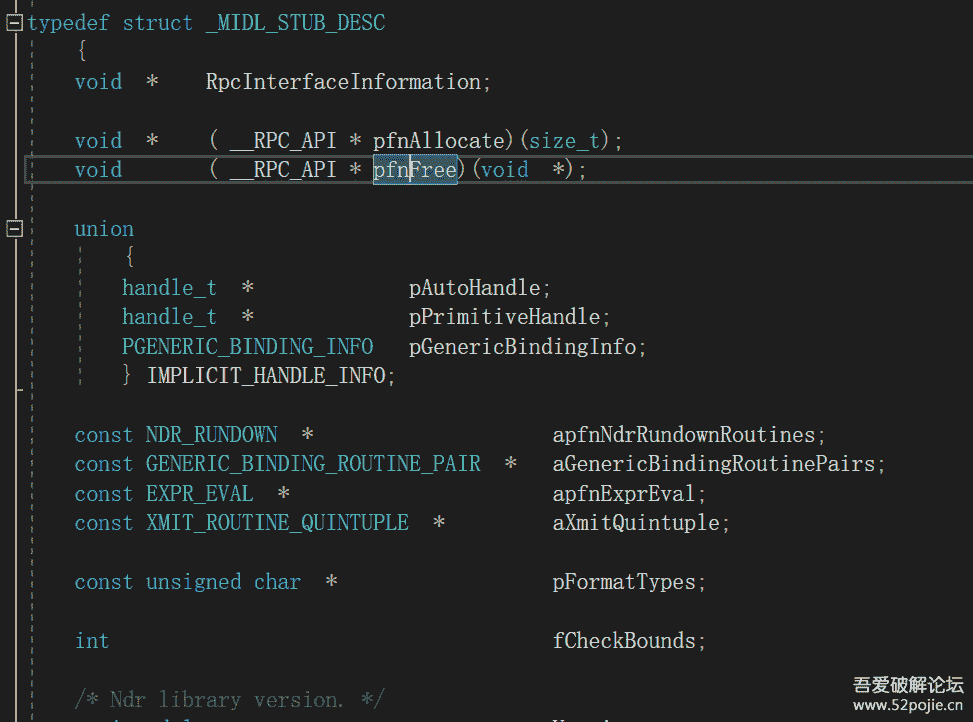 typedef struct _MIDL_STUB_DESC
{
void * RpcInterfaceInformation;
void * ( __RPC_API * pfnAllocate)(size_t);
void ( __RPC_API * pfnFree)(void *);
union
{
handle_t * pAutoHandle;
handle_t * pPrimitiveHandle;
PGENERIC_BINDING_INFO pGenericBindingInfo;
} IMPLICIT_HANDLE_INFO;
const NDR_RUNDOWN * apfnNdrRundownRoutines;
const GENERIC_BINDING_ROUTINE_PAIR * aGenericBindingRoutinePairs;
const EXPR_EVAL * apfnExprEval;
const XMIT_ROUTINE_QUINTUPLE * aXmitQuintuple;
const unsigned char * pFormatTypes;
int fCheckBounds;
/* Ndr library version. */
吾爱破解论坛
www.52pojie.cn